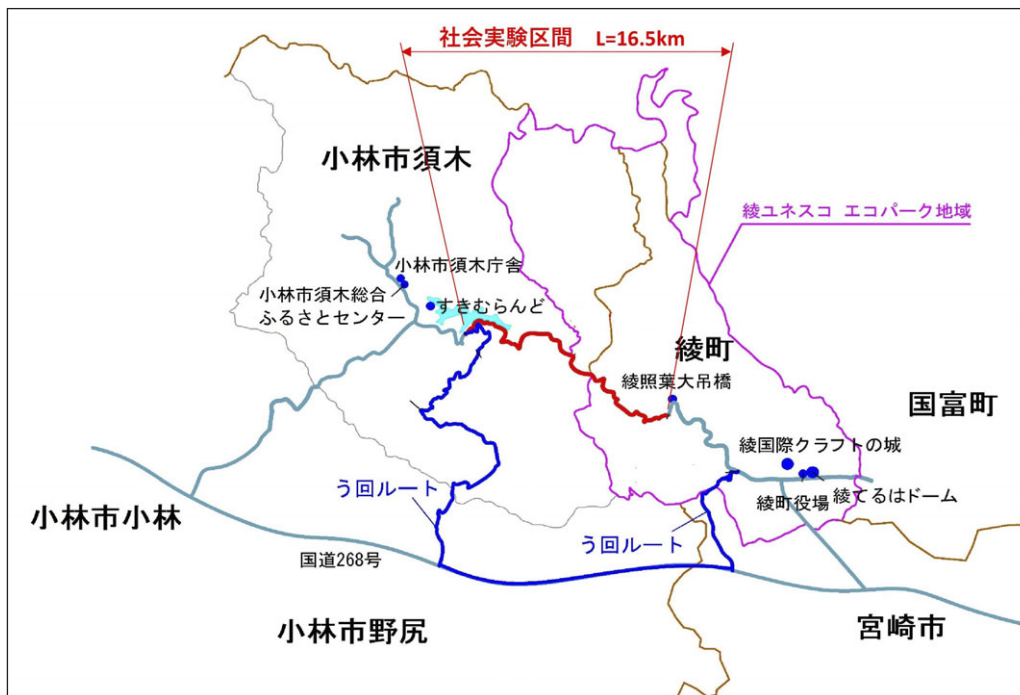 社会実験区間 L=16.5km
小林市須木
綾ユネスコ エコパーク地域
小林市須木庁舎
小林市須木総合
ふるさとセンター
すきむらんど
綾町
綾照葉大吊橋
国富町
綾国際クラフトの城
綾町役場
綾てるはドーム
う回ルート
う回ルート
小林市小林
国道268号
小林市野尻
宮崎市